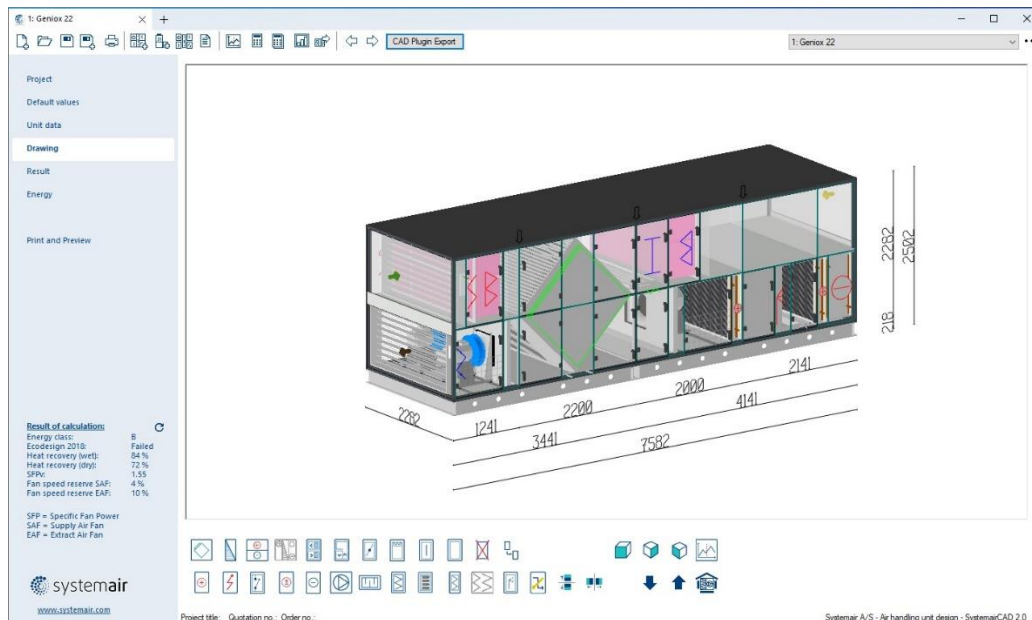 1: Geniox 22
CAD Plugin Export
1: Geniox 22
Project
Default values
Unit data
Drawing
Result
Energy
Print and Preview
2282
2502
218
2141
2000
2200
1241
2282
4141
3441
7582
Result of calculation:
Energy class: B
Ecodesign 2018: Failed
Heat recovery (wet): 84 %
Heat recovery (dry): 72 %
SFPv: 1.55
Fan speed reserve SAF: 4 %
Fan speed reserve EAF: 10 %
SFP = Specific Fan Power
SAF = Supply Air Fan
EAF = Extract Air Fan
systemair
www.systemair.com
Project title: Quotation no.: Order no.:
Systemair A/S - Air handling unit design - SystemairCAD 2.0